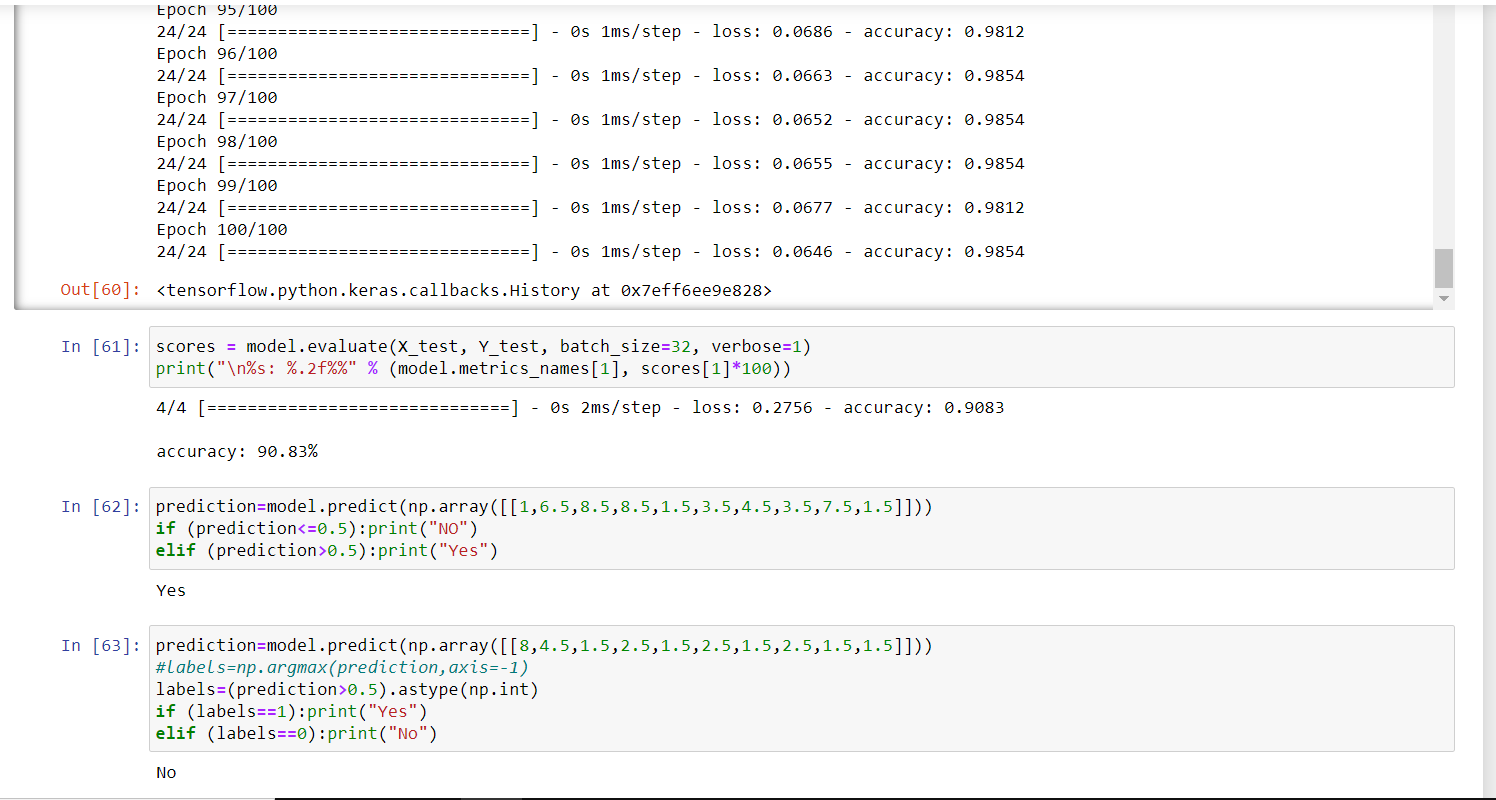 Epoch 95/100
24/24 [==============================] - 0s 1ms/step - loss: 0.0686 - accuracy: 0.9812
Epoch 96/100
24/24 [==============================] - 0s 1ms/step - loss: 0.0663 - accuracy: 0.9854
Epoch 97/100
24/24 [==============================] - 0s 1ms/step - loss: 0.0652 - accuracy: 0.9854
Epoch 98/100
24/24 [==============================] - 0s 1ms/step - loss: 0.0655 - accuracy: 0.9854
Epoch 99/100
24/24 [==============================] - 0s 1ms/step - loss: 0.0677 - accuracy: 0.9812
Epoch 100/100
24/24 [==============================] - 0s 1ms/step - loss: 0.0646 - accuracy: 0.9854
Out[60]: <tensorflow.python.keras.callbacks.History at 0x7eff6ee9e828>
In [61]: scores = model.evaluate(X_test, Y_test, batch_size=32, verbose=1)
print("\n%s: %.2f%%" % (model.metrics_names[1], scores[1]*100))
4/4 [==============================] - 0s 2ms/step - loss: 0.2756 - accuracy: 0.9083
accuracy: 90.83%
In [62]: prediction=model.predict(np.array([[1,6.5,8.5,8.5,1.5,3.5,4.5,3.5,7.5,1.5]]))
if (prediction<=0.5):print("NO")
elif (prediction>0.5):print("Yes")
Yes
In [63]: prediction=model.predict(np.array([[8,4.5,1.5,2.5,1.5,2.5,1.5,2.5,1.5,1.5]]))
#labels=np.argmax(prediction,axis=-1)
labels=(prediction>0.5).astype(np.int)
if (labels==1):print("Yes")
elif (labels==0):print("No")
No